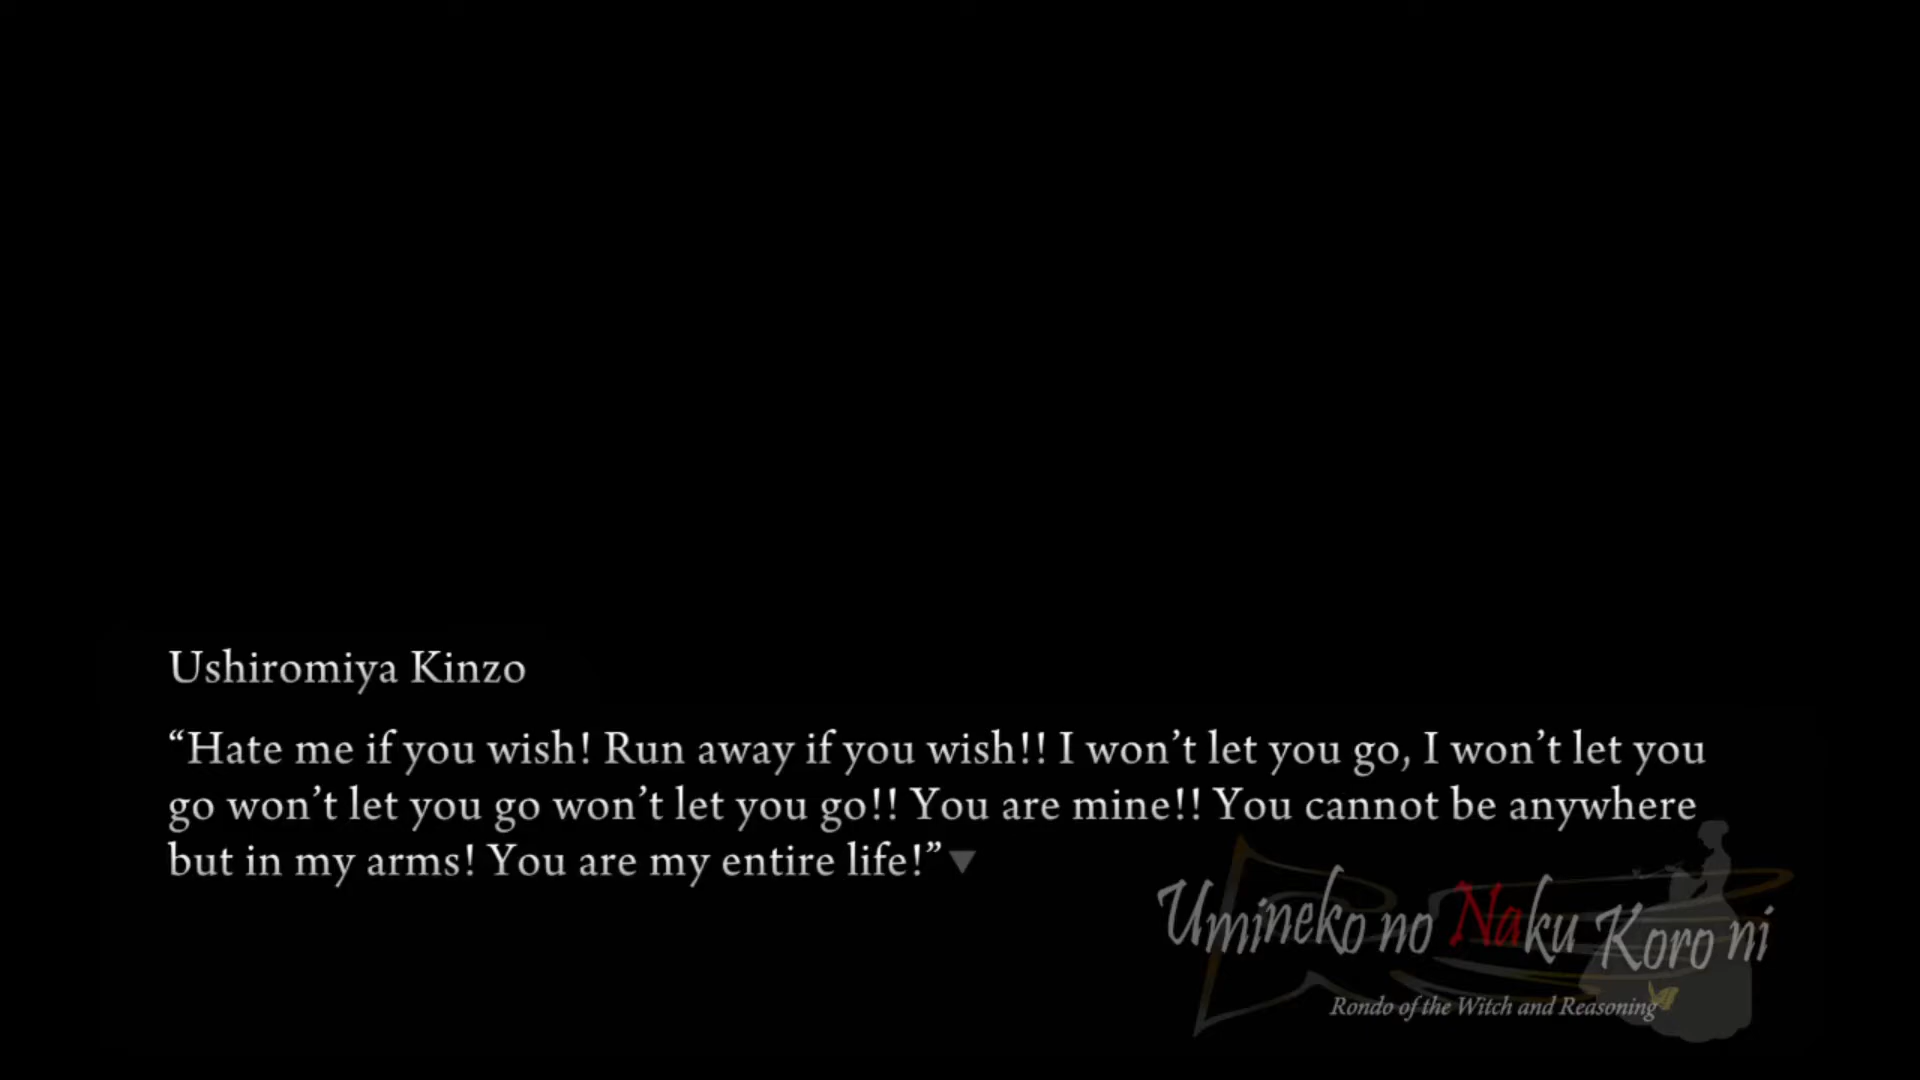 Ushiromiya Kinzo
“Hate me if you wish! Run away if you wish!! I won’t let you go, I won’t let you
go won’t let you go won’t let you go!! You are mine!! You cannot be anywhere
but in my arms! You are my entire life!”
Umineko no Naku Koro ni
Rondo of the Witch and Reasoning